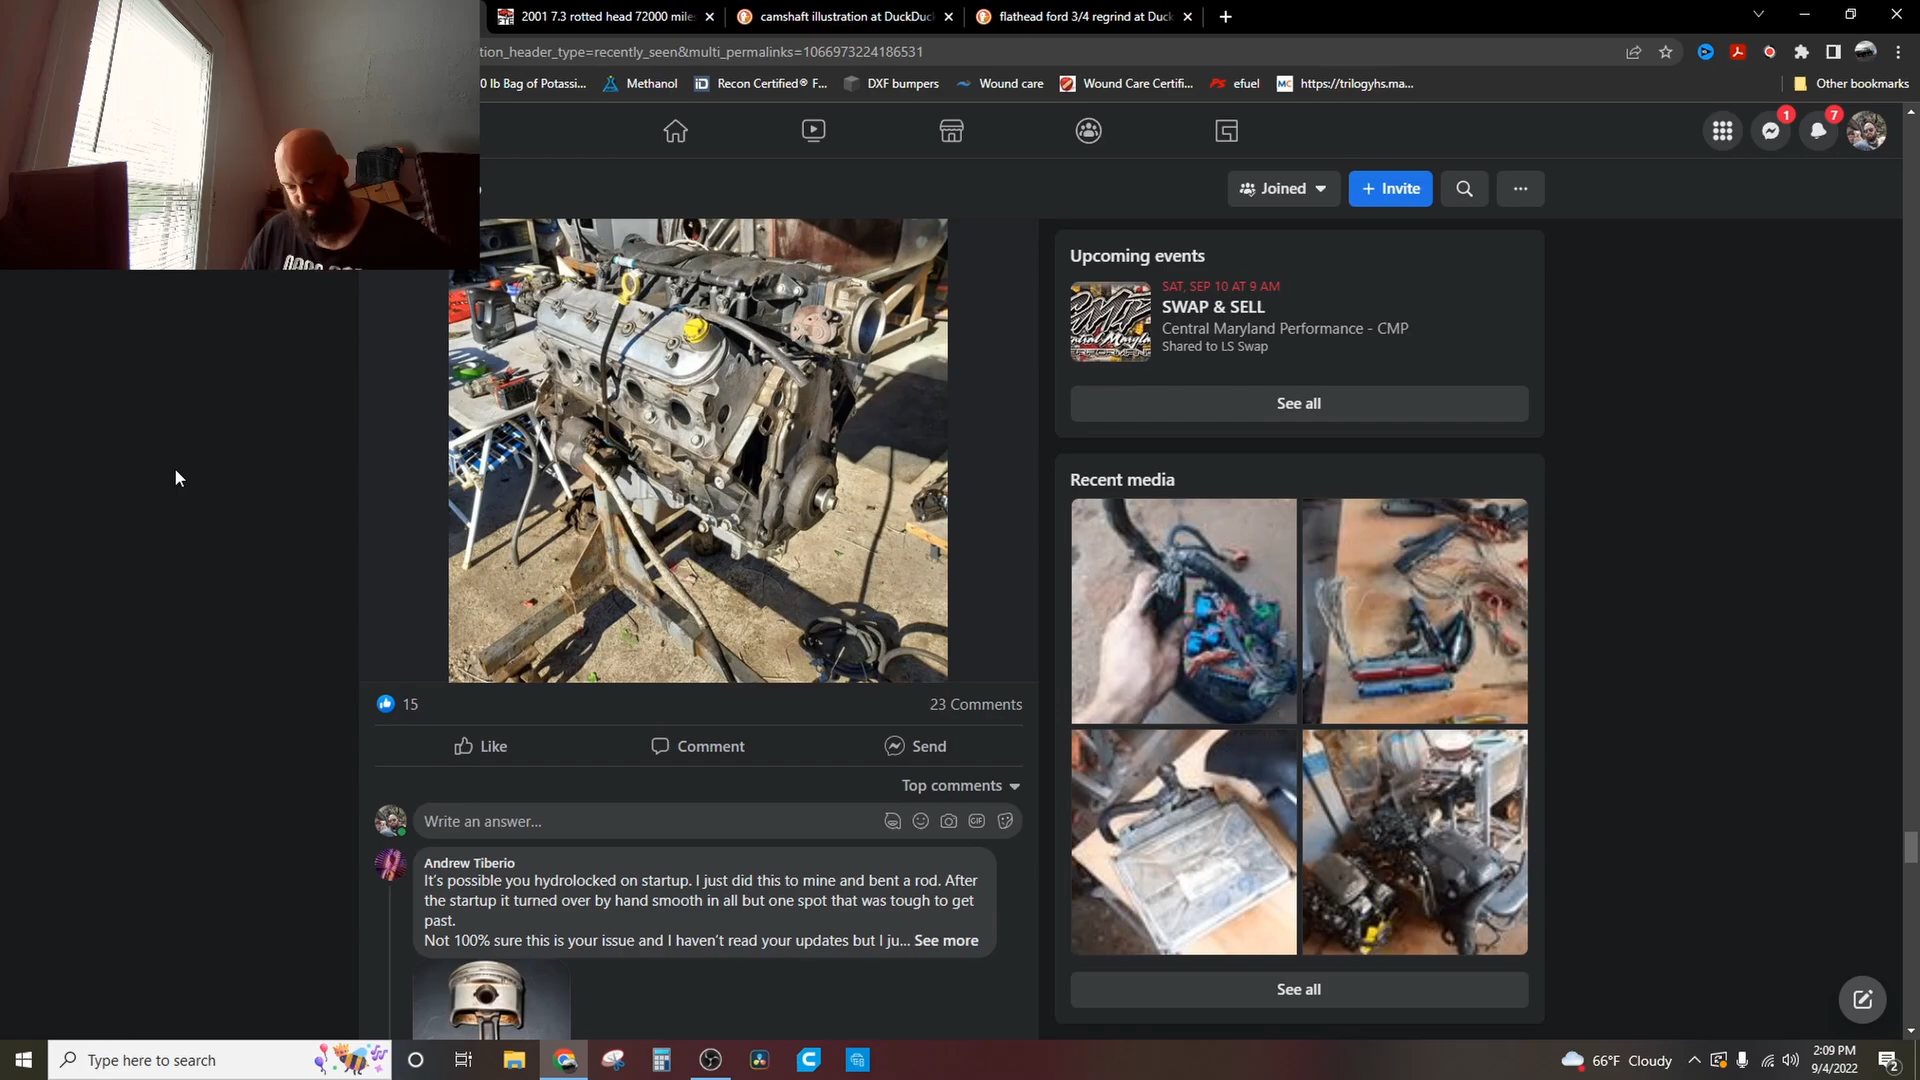 2001 7.3 rotted head 72000 mile
camshaft illustration at DuckDuc
flathead ford 3/4 regrind at Duck
tion_header_type=recently_seen&multi_permalinks=1066973224186531
0 lb Bag of Potassi...
Methanol
Recon Certified® F...
DXF bumpers
Wound care
Wound Care Certifi...
efuel
https://trilogyhs.ma...
Other bookmarks
1
7
Joined
+ Invite
Upcoming events
SAT, SEP 10 AT 9 AM
SWAP & SELL
Central Maryland Performance - CMP
Shared to LS Swap
See all
Recent media
See all
15
23 Comments
Like
Comment
Send
Top comments
Write an answer...
GIF
Andrew Tiberio
It's possible you hydrolocked on startup. I just did this to mine and bent a rod. After
the startup it turned over by hand smooth in all but one spot that was tough to get
past.
Not 100% sure this is your issue and I haven't read your updates but I ju... See more
Type here to search
66°F Cloudy
2:09 PM
9/4/2022
2